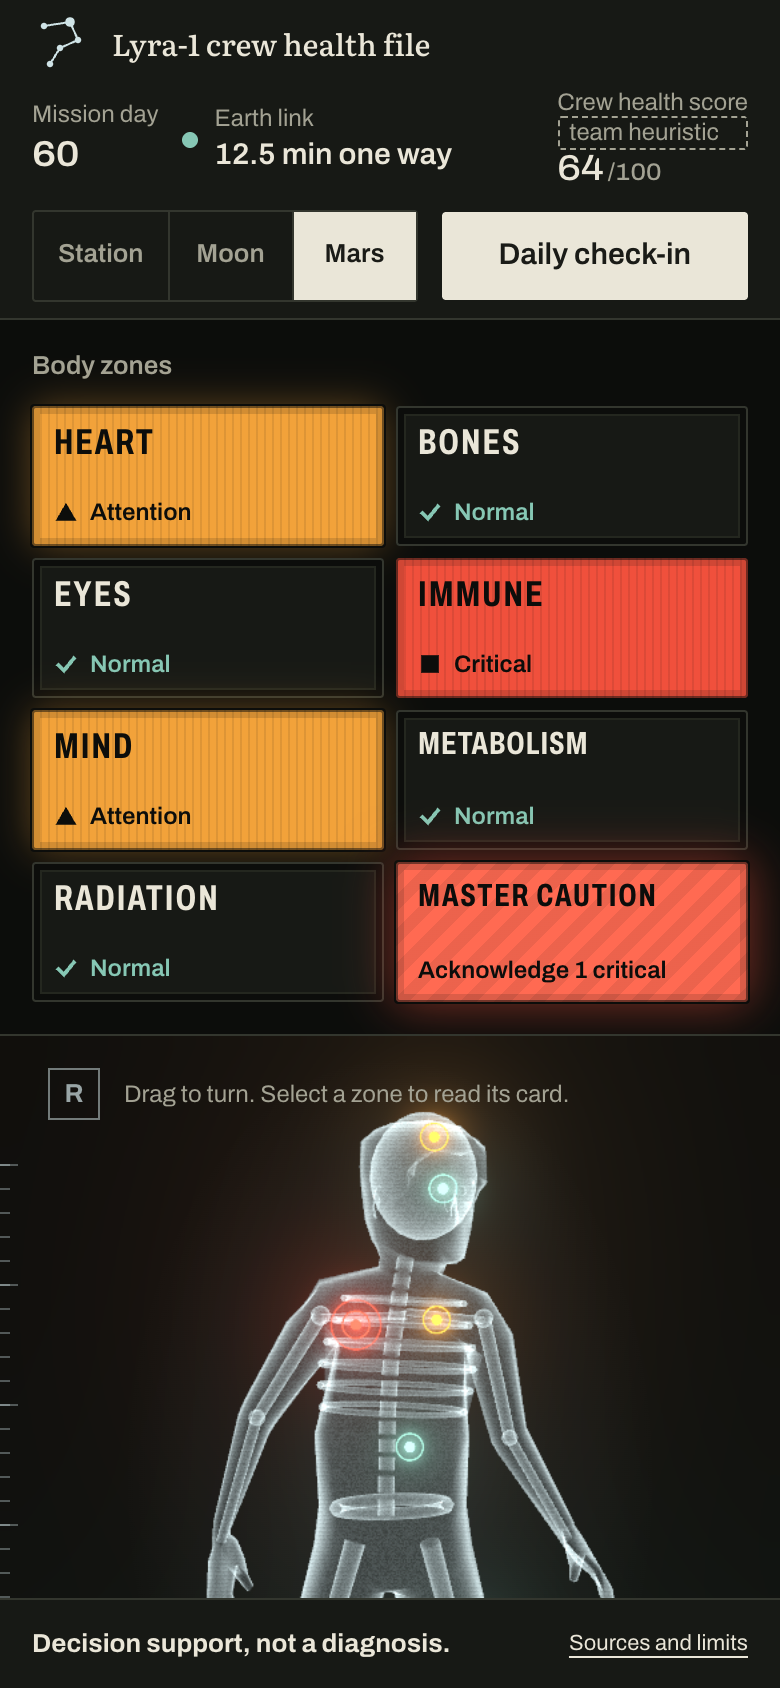 Lyra-1 crew health file
Mission day
60
Earth link
12.5 min one way
Crew health score
team heuristic
64/100
Station
Moon
Mars
Daily check-in
Body zones
HEART
Attention
BONES
Normal
EYES
Normal
IMMUNE
Critical
MIND
Attention
METABOLISM
Normal
RADIATION
Normal
MASTER CAUTION
Acknowledge 1 critical
R
Drag to turn. Select a zone to read its card.
Decision support, not a diagnosis.
Sources and limits